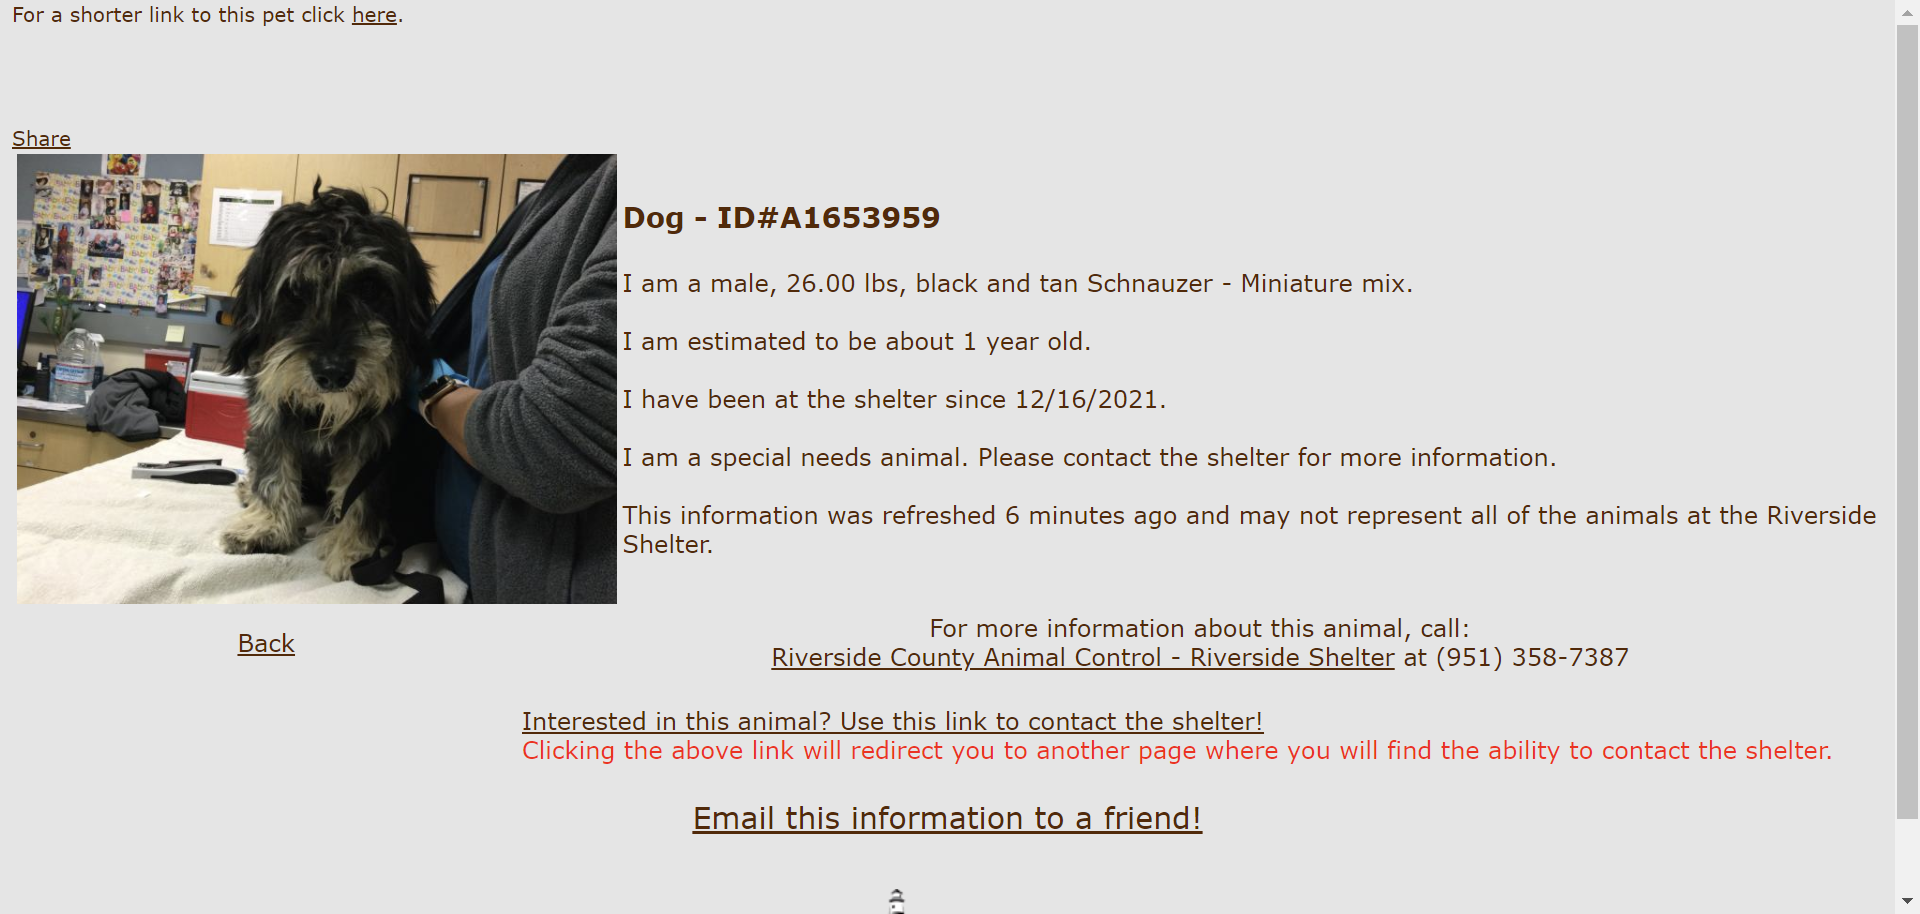 For a shorter link to this pet click here.
Share
Dog - ID#A1653959
I am a male, 26.00 lbs, black and tan Schnauzer - Miniature mix.
I am estimated to be about 1 year old.
I have been at the shelter since 12/16/2021.
I am a special needs animal. Please contact the shelter for more information.
This information was refreshed 6 minutes ago and may not represent all of the animals at the Riverside
Shelter.
Back
For more information about this animal, call:
Riverside County Animal Control - Riverside Shelter at (951) 358-7387
Interested in this animal? Use this link to contact the shelter!
Clicking the above link will redirect you to another page where you will find the ability to contact the shelter.
Email this information to a friend!